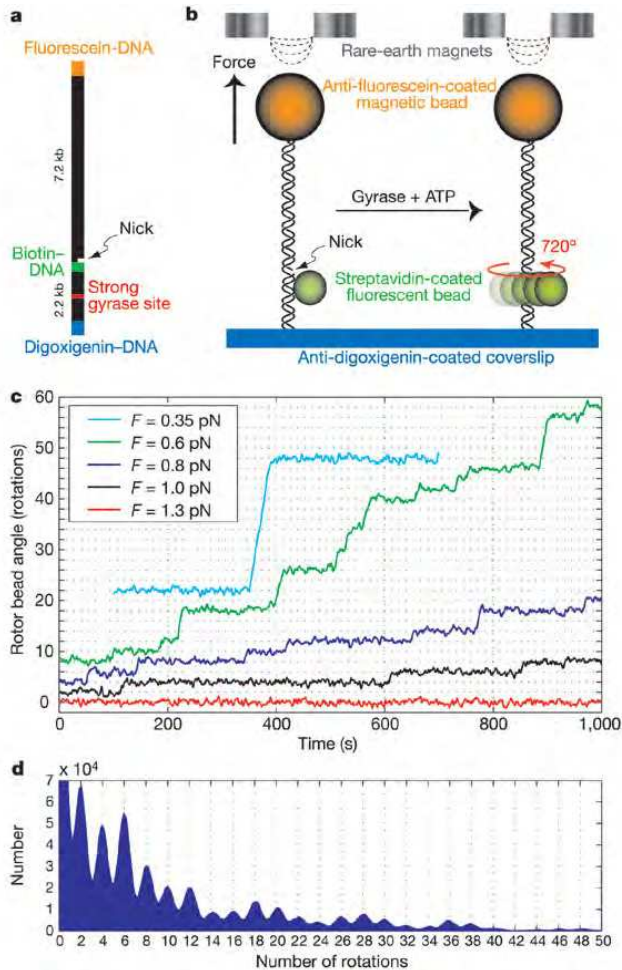 a
Fluorescein-DNA
7.2 kb
Nick
Biotin–
DNA
Strong
gyrase site
2.2 kb
Digoxigenin–DNA
b
Rare-earth magnets
Force
Anti-fluorescein-coated
magnetic bead
Gyrase + ATP
Nick
720º
Streptavidin-coated
fluorescent bead
Anti-digoxigenin-coated coverslip
c
60
50
40
30
20
10
0
Rotor bead angle (rotations)
F = 0.35 pN
F = 0.6 pN
F = 0.8 pN
F = 1.0 pN
F = 1.3 pN
0 200 400 600 800 1,000
Time (s)
d
x 10⁴
7
6
5
4
3
2
1
0
Number
0 2 4 6 8 10 12 14 16 18 20 22 24 26 28 30 32 34 36 38 40 42 44 46 48 50
Number of rotations